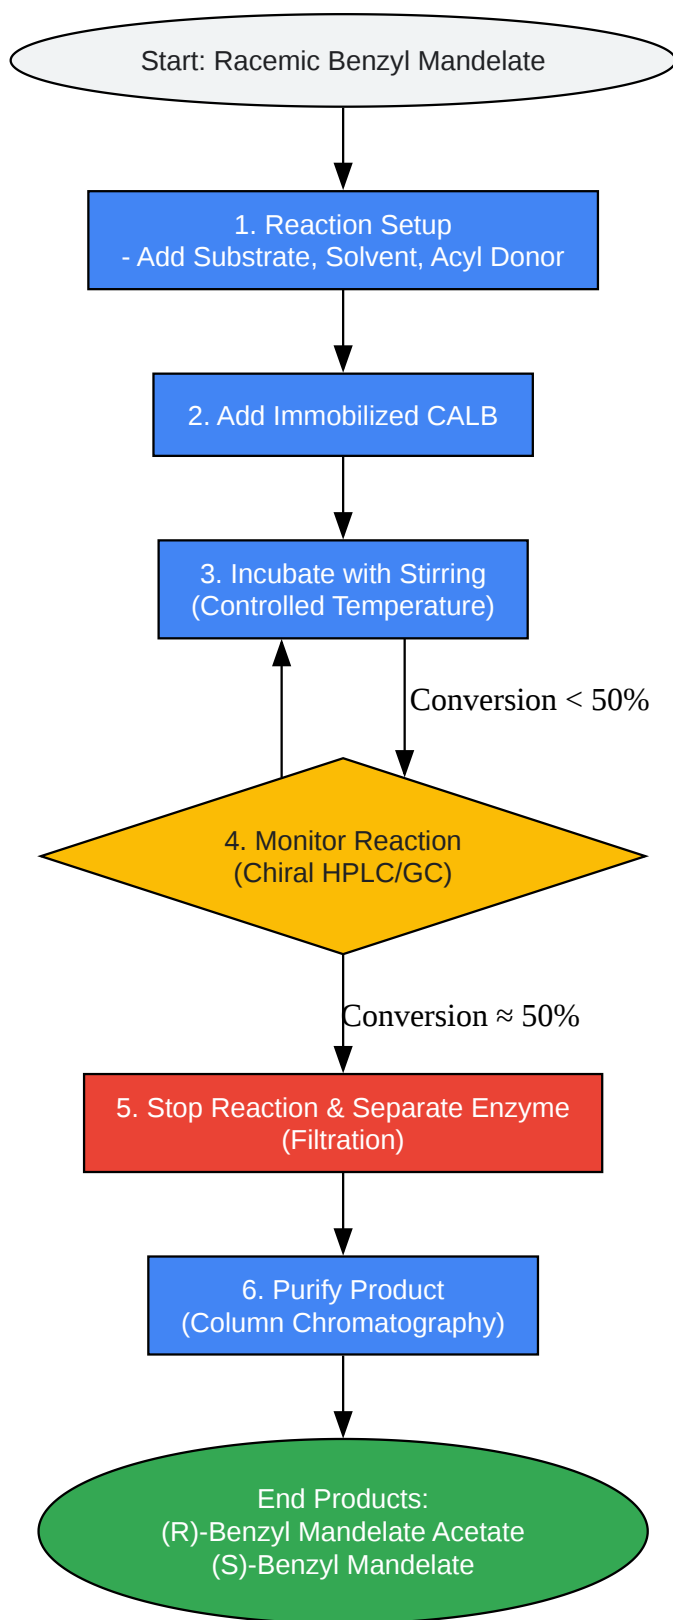 Start: Racemic Benzyl Mandelate
1. Reaction Setup
- Add Substrate, Solvent, Acyl Donor
2. Add Immobilized CALB
3. Incubate with Stirring
(Controlled Temperature)
Conversion < 50%
4. Monitor Reaction
(Chiral HPLC/GC)
Conversion ≈ 50%
5. Stop Reaction & Separate Enzyme
(Filtration)
6. Purify Product
(Column Chromatography)
End Products:
(R)-Benzyl Mandelate Acetate
(S)-Benzyl Mandelate